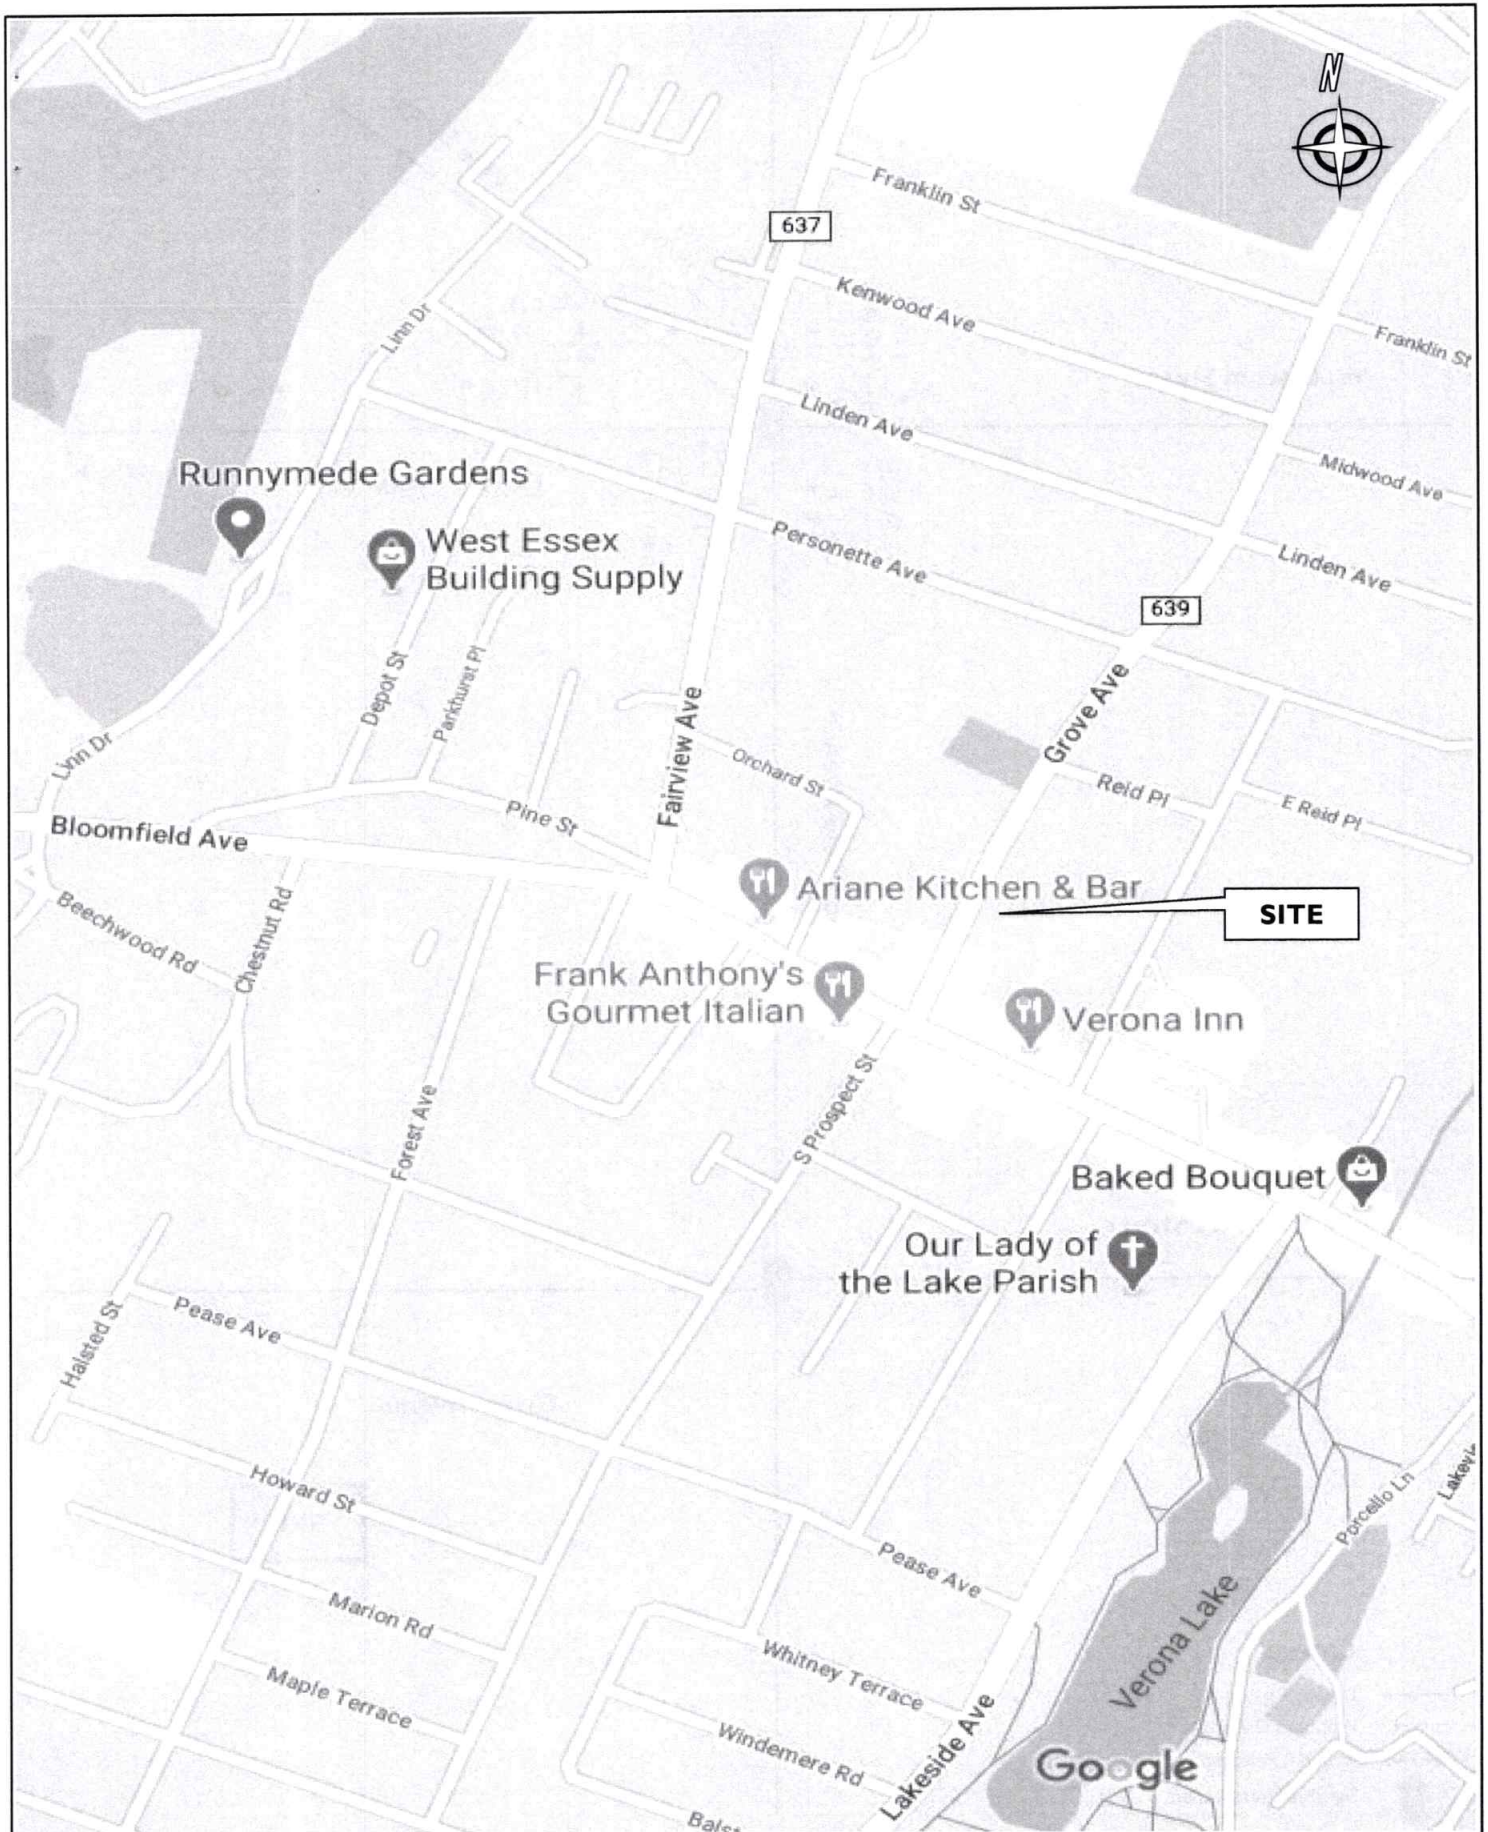 N
Franklin St
637
Kenwood Ave
Linn Dr
Franklin St
Linden Ave
Midwood Ave
Runnymede Gardens
West Essex
Building Supply
Personette Ave
Linden Ave
639
Depot St
Parkhurst Pl
Grove Ave
Fairview Ave
Linn Dr
Orchard St
Reid Pl
E Reid Pl
Pine St
Bloomfield Ave
Ariane Kitchen & Bar
SITE
Beechwood Rd
Chestnut Rd
Frank Anthony's
Gourmet Italian
Verona Inn
S Prospect St
Forest Ave
Baked Bouquet
Our Lady of
the Lake Parish
Pease Ave
Halsted St
Howard St
Porcello Ln
Lakevi
Pease Ave
Marion Rd
Verona Lake
Whitney Terrace
Maple Terrace
Windemere Rd
Lakeside Ave
Google
Balst